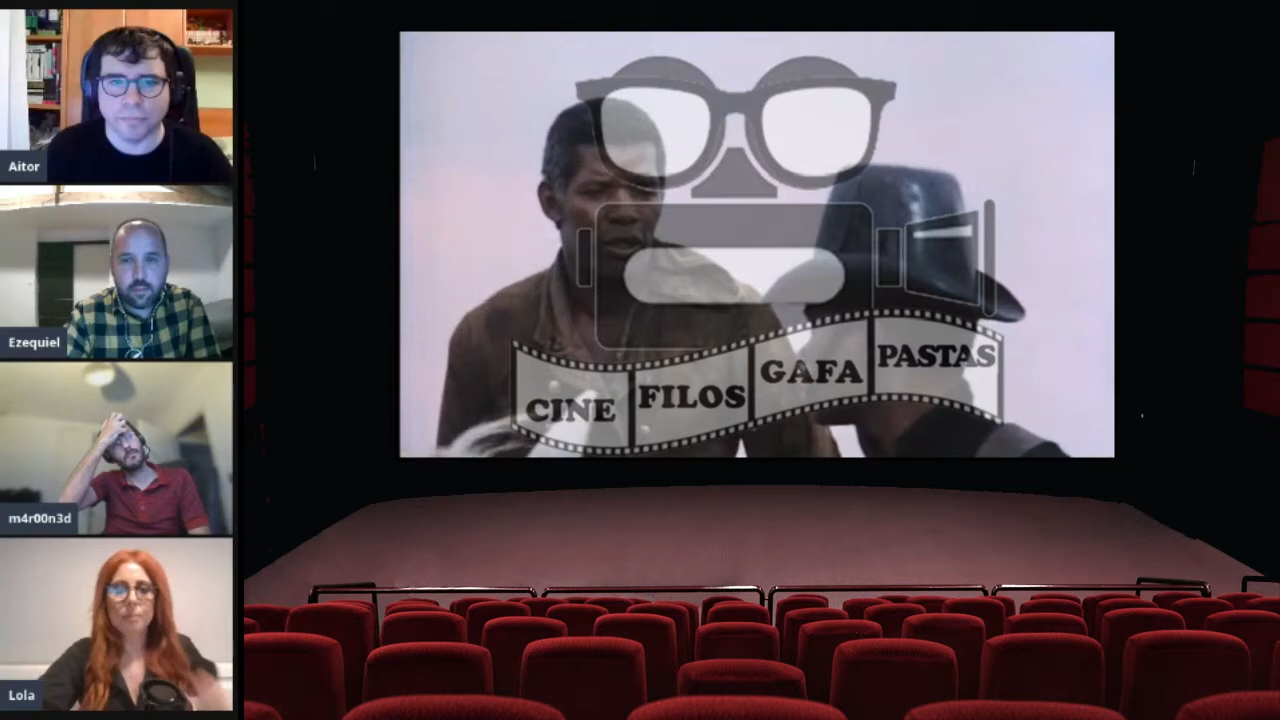 Aitor
Ezequiel
m4r00n3d
Lola
CINE FILOS GAFA PASTAS